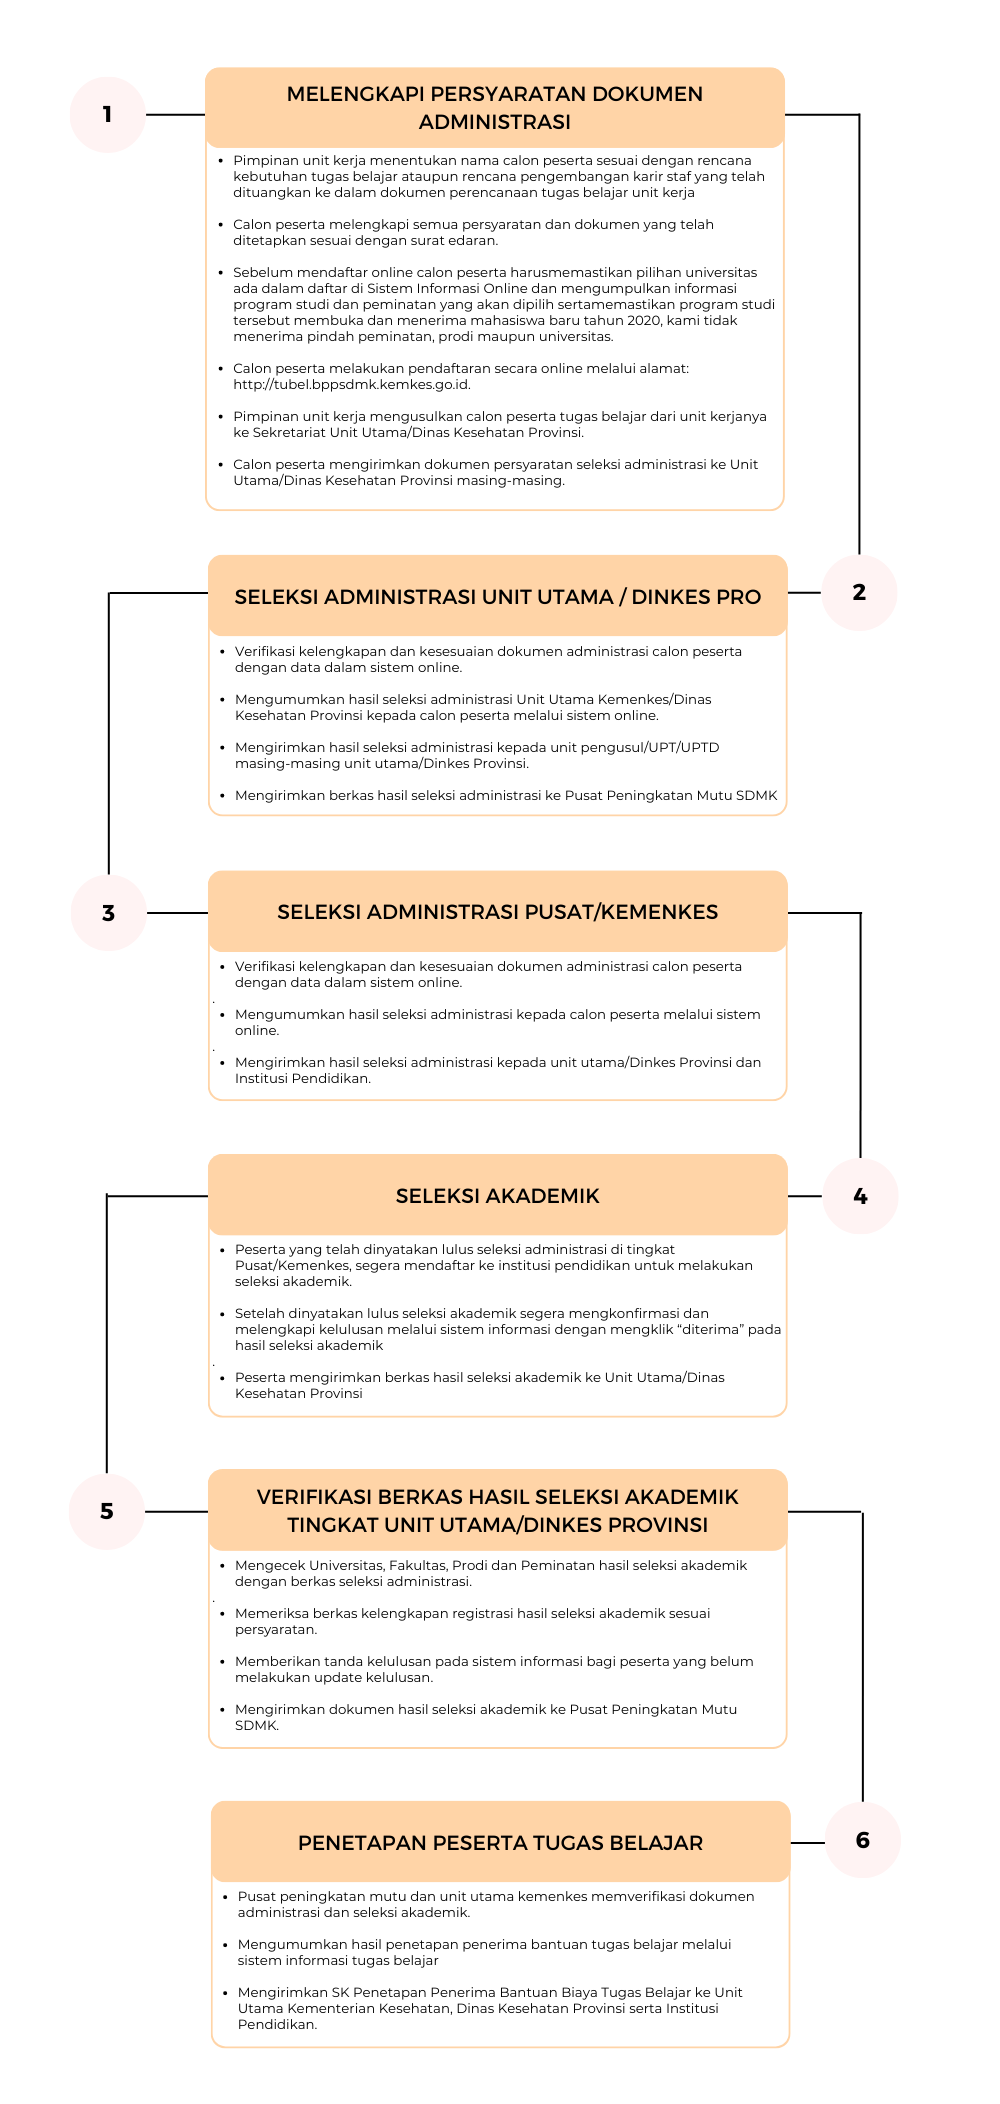 1
MELENGKAPI PERSYARATAN DOKUMEN
ADMINISTRASI
• Pimpinan unit kerja menentukan nama calon peserta sesuai dengan rencana
kebutuhan tugas belajar ataupun rencana pengembangan karir staf yang telah
dituangkan ke dalam dokumen perencanaan tugas belajar unit kerja
• Calon peserta melengkapi semua persyaratan dan dokumen yang telah
ditetapkan sesuai dengan surat edaran.
• Sebelum mendaftar online calon peserta harusmemastikan pilihan universitas
ada dalam daftar di Sistem Informasi Online dan mengumpulkan informasi
program studi dan peminatan yang akan dipilih sertamemastikan program studi
tersebut membuka dan menerima mahasiswa baru tahun 2020, kami tidak
menerima pindah peminatan, prodi maupun universitas.
• Calon peserta melakukan pendaftaran secara online melalui alamat:
http://tubel.bppsdmk.kemkes.go.id.
• Pimpinan unit kerja mengusulkan calon peserta tugas belajar dari unit kerjanya
ke Sekretariat Unit Utama/Dinas Kesehatan Provinsi.
• Calon peserta mengirimkan dokumen persyaratan seleksi administrasi ke Unit
Utama/Dinas Kesehatan Provinsi masing-masing.
2
SELEKSI ADMINISTRASI UNIT UTAMA / DINKES PRO
• Verifikasi kelengkapan dan kesesuaian dokumen administrasi calon peserta
dengan data dalam sistem online.
• Mengumumkan hasil seleksi administrasi Unit Utama Kemenkes/Dinas
Kesehatan Provinsi kepada calon peserta melalui sistem online.
• Mengirimkan hasil seleksi administrasi kepada unit pengusul/UPT/UPTD
masing-masing unit utama/Dinkes Provinsi.
• Mengirimkan berkas hasil seleksi administrasi ke Pusat Peningkatan Mutu SDMK
3
SELEKSI ADMINISTRASI PUSAT/KEMENKES
• Verifikasi kelengkapan dan kesesuaian dokumen administrasi calon peserta
dengan data dalam sistem online.
.
• Mengumumkan hasil seleksi administrasi kepada calon peserta melalui sistem
online.
.
• Mengirimkan hasil seleksi administrasi kepada unit utama/Dinkes Provinsi dan
Institusi Pendidikan.
4
SELEKSI AKADEMIK
• Peserta yang telah dinyatakan lulus seleksi administrasi di tingkat
Pusat/Kemenkes, segera mendaftar ke institusi pendidikan untuk melakukan
seleksi akademik.
• Setelah dinyatakan lulus seleksi akademik segera mengkonfirmasi dan
melengkapi kelulusan melalui sistem informasi dengan mengklik “diterima” pada
hasil seleksi akademik
.
• Peserta mengirimkan berkas hasil seleksi akademik ke Unit Utama/Dinas
Kesehatan Provinsi
5
VERIFIKASI BERKAS HASIL SELEKSI AKADEMIK
TINGKAT UNIT UTAMA/DINKES PROVINSI
• Mengecek Universitas, Fakultas, Prodi dan Peminatan hasil seleksi akademik
dengan berkas seleksi administrasi.
.
• Memeriksa berkas kelengkapan registrasi hasil seleksi akademik sesuai
persyaratan.
• Memberikan tanda kelulusan pada sistem informasi bagi peserta yang belum
melakukan update kelulusan.
• Mengirimkan dokumen hasil seleksi akademik ke Pusat Peningkatan Mutu
SDMK.
6
PENETAPAN PESERTA TUGAS BELAJAR
• Pusat peningkatan mutu dan unit utama kemenkes memverifikasi dokumen
administrasi dan seleksi akademik.
• Mengumumkan hasil penetapan penerima bantuan tugas belajar melalui
sistem informasi tugas belajar
• Mengirimkan SK Penetapan Penerima Bantuan Biaya Tugas Belajar ke Unit
Utama Kementerian Kesehatan, Dinas Kesehatan Provinsi serta Institusi
Pendidikan.